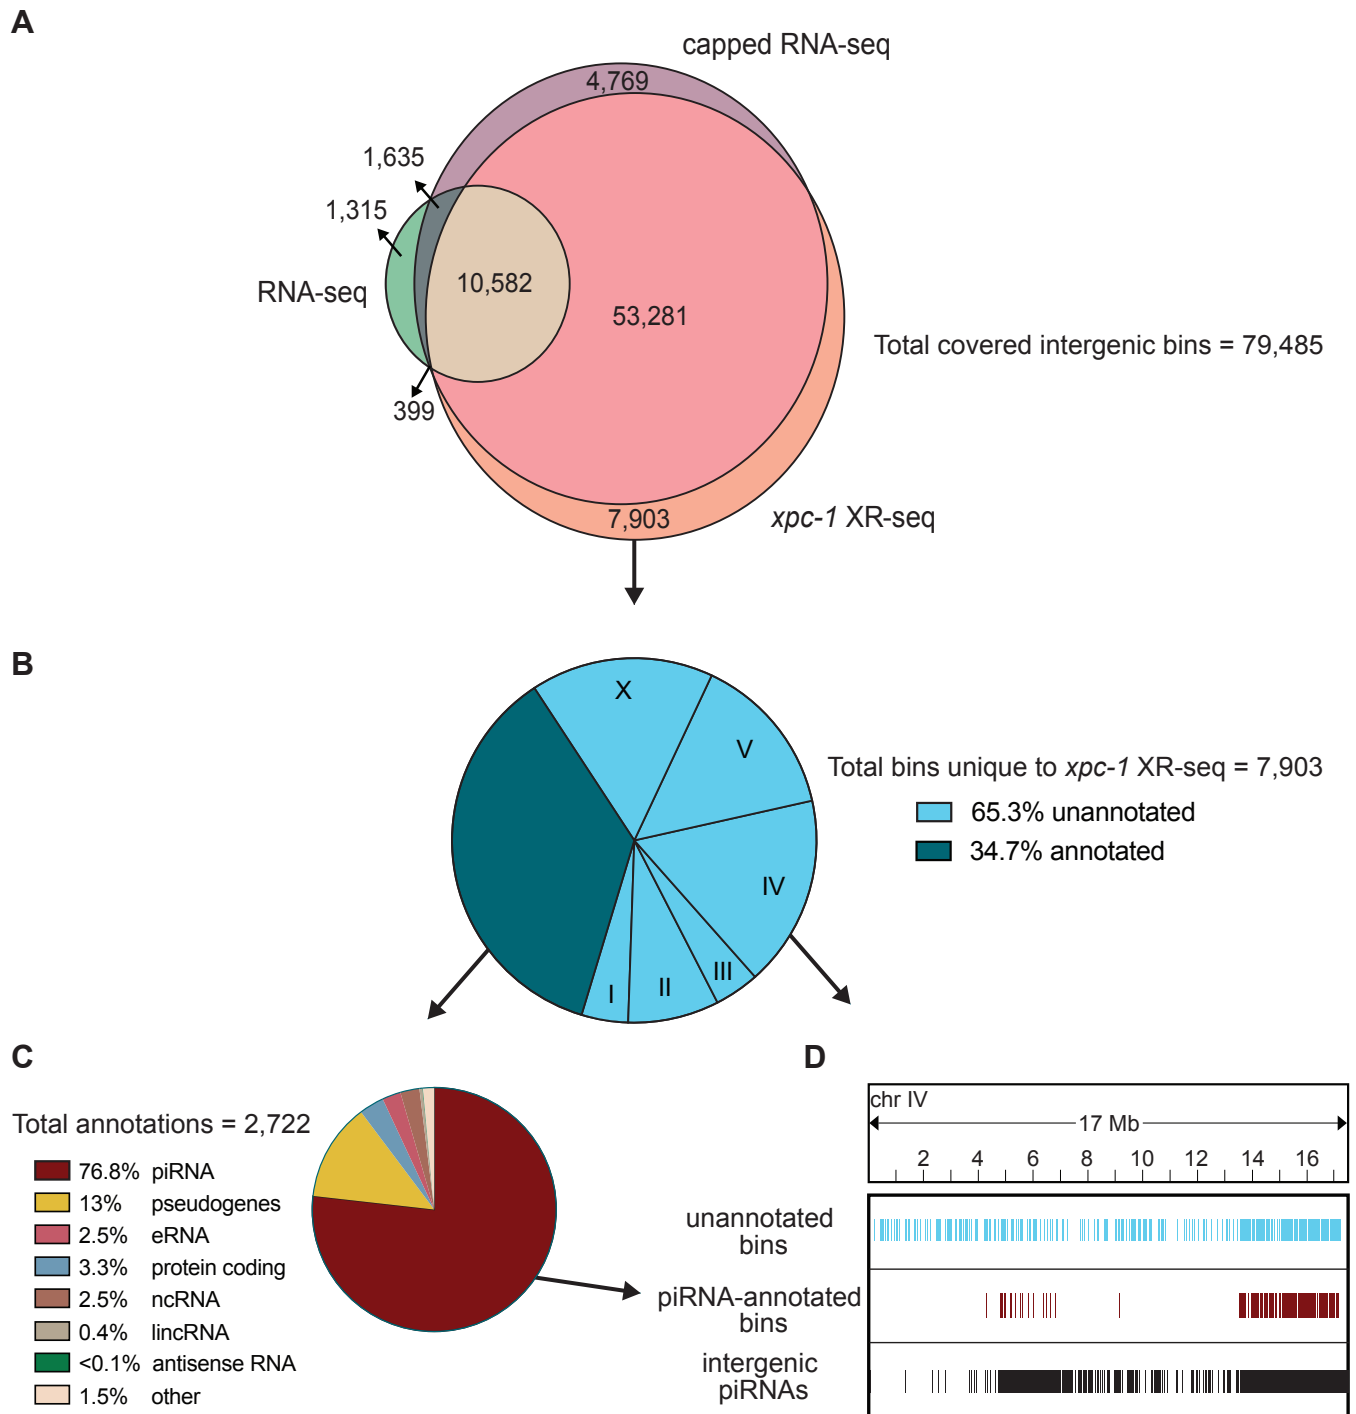 A
capped RNA-seq
4,769
1,635
1,315
RNA-seq
10,582
53,281
Total covered intergenic bins = 79,485
399
7,903
xpc-1 XR-seq
B
X
V
Total bins unique to xpc-1 XR-seq = 7,903
65.3% unannotated
34.7% annotated
IV
III
II
I
C
Total annotations = 2,722
76.8% piRNA
13% pseudogenes
2.5% eRNA
3.3% protein coding
2.5% ncRNA
0.4% lincRNA
<0.1% antisense RNA
1.5% other
D
chr IV
17 Mb
2 4 6 8 10 12 14 16
unannotated
bins
piRNA-annotated
bins
intergenic
piRNAs